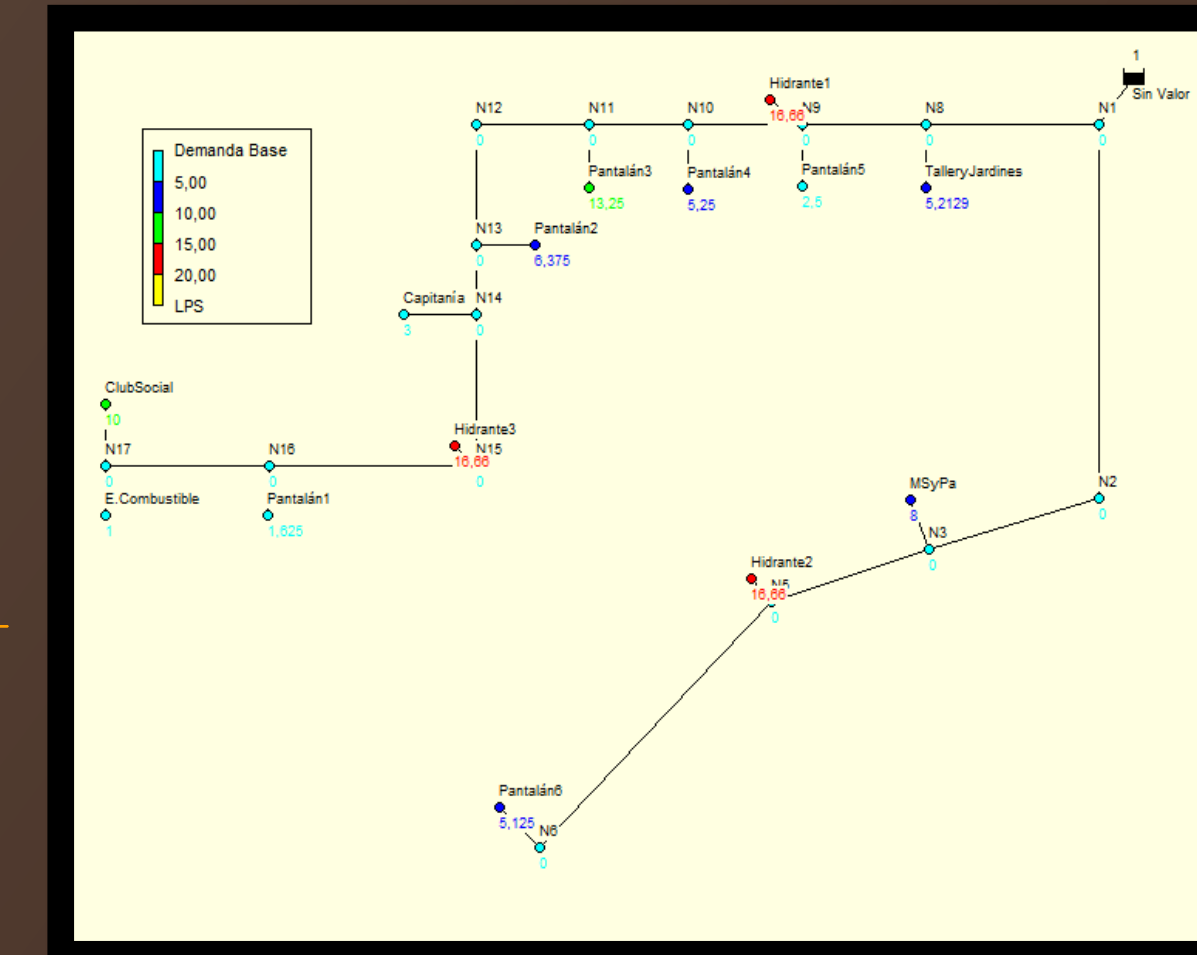 1
Sin Valor
Hidrante1
16,66
N12
N11
N10
N9
N8
N1
0
0
0
0
0
0
Demanda Base
5,00
10,00
15,00
20,00
LPS
Pantalán3
13,25
Pantalán4
5,25
Pantalán5
2,5
TalleryJardines
5,2129
N13
0
Pantalán2
6,375
Capitanía
3
N14
0
ClubSocial
10
Hidrante3
16,66
N15
0
N17
0
N16
0
E.Combustible
1
Pantalán1
1,625
MSyPa
8
N2
0
N3
0
Hidrante2
16,66
N5
0
Pantalán6
5,125
N6
0